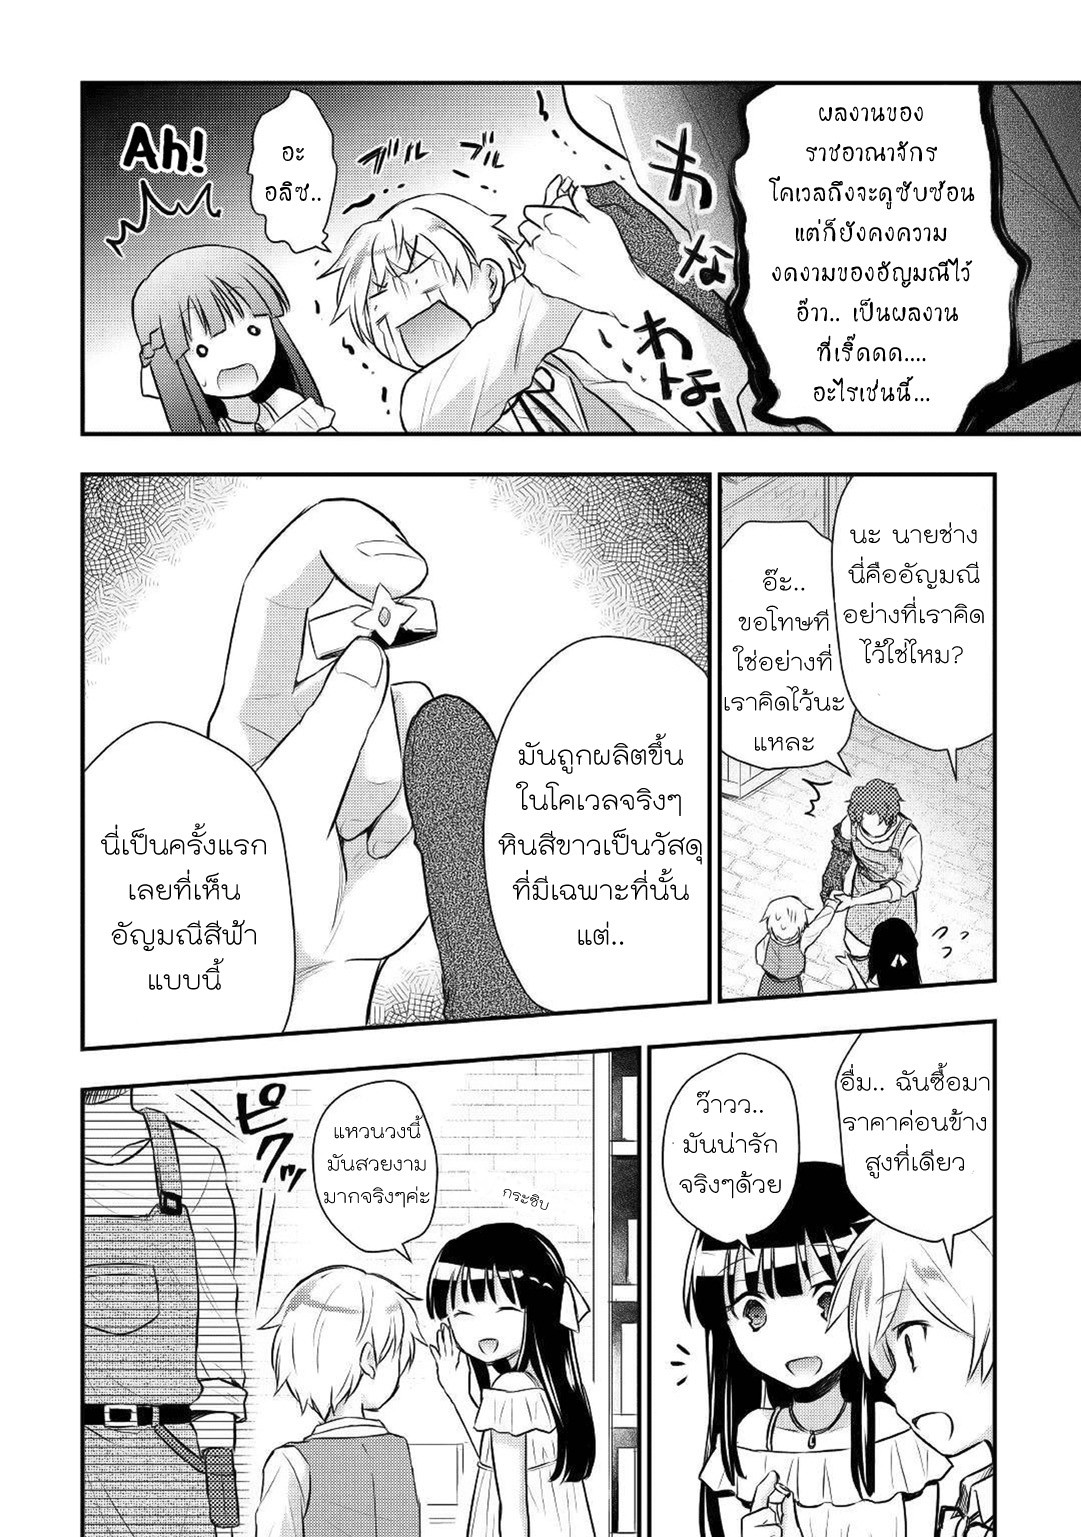 ผลงานของ
ราชอาณาจักร
โคเวลถึงจะดูซับซ้อน
แต่ก็ยังคงความ
งดงามของอัญมณีไว้
อ๊าา.. เป็นผลงาน
ที่เริ๊ดดด....
อะไรเช่นนี้...
わなわな
อะ
อลิซ..
Ah!
นะ นายช่าง
นี่คืออัญมณี
อย่างที่เราคิด
ไว้ใช่ไหม?
อ๊ะ..
ขอโทษที
ใช่อย่างที่
เราคิดไว้นะ
แหละ
มันถูกผลิตขึ้น
ในโคเวลจริงๆ
หินสีขาวเป็นวัสดุ
ที่มีเฉพาะที่นั้น
แต่..
นี่เป็นครั้งแรก
เลยที่เห็น
อัญมณีสีฟ้า
แบบนี้
อื่ม.. ฉันซื้อมา
ราคาค่อนข้าง
สูงทีเดียว
ว๊าวว..
มันน่ารัก
จริงๆด้วย
แหวนวงนี้
มันสวยงาม
มากจริงๆค่ะ
กระซิบ
ピクッ